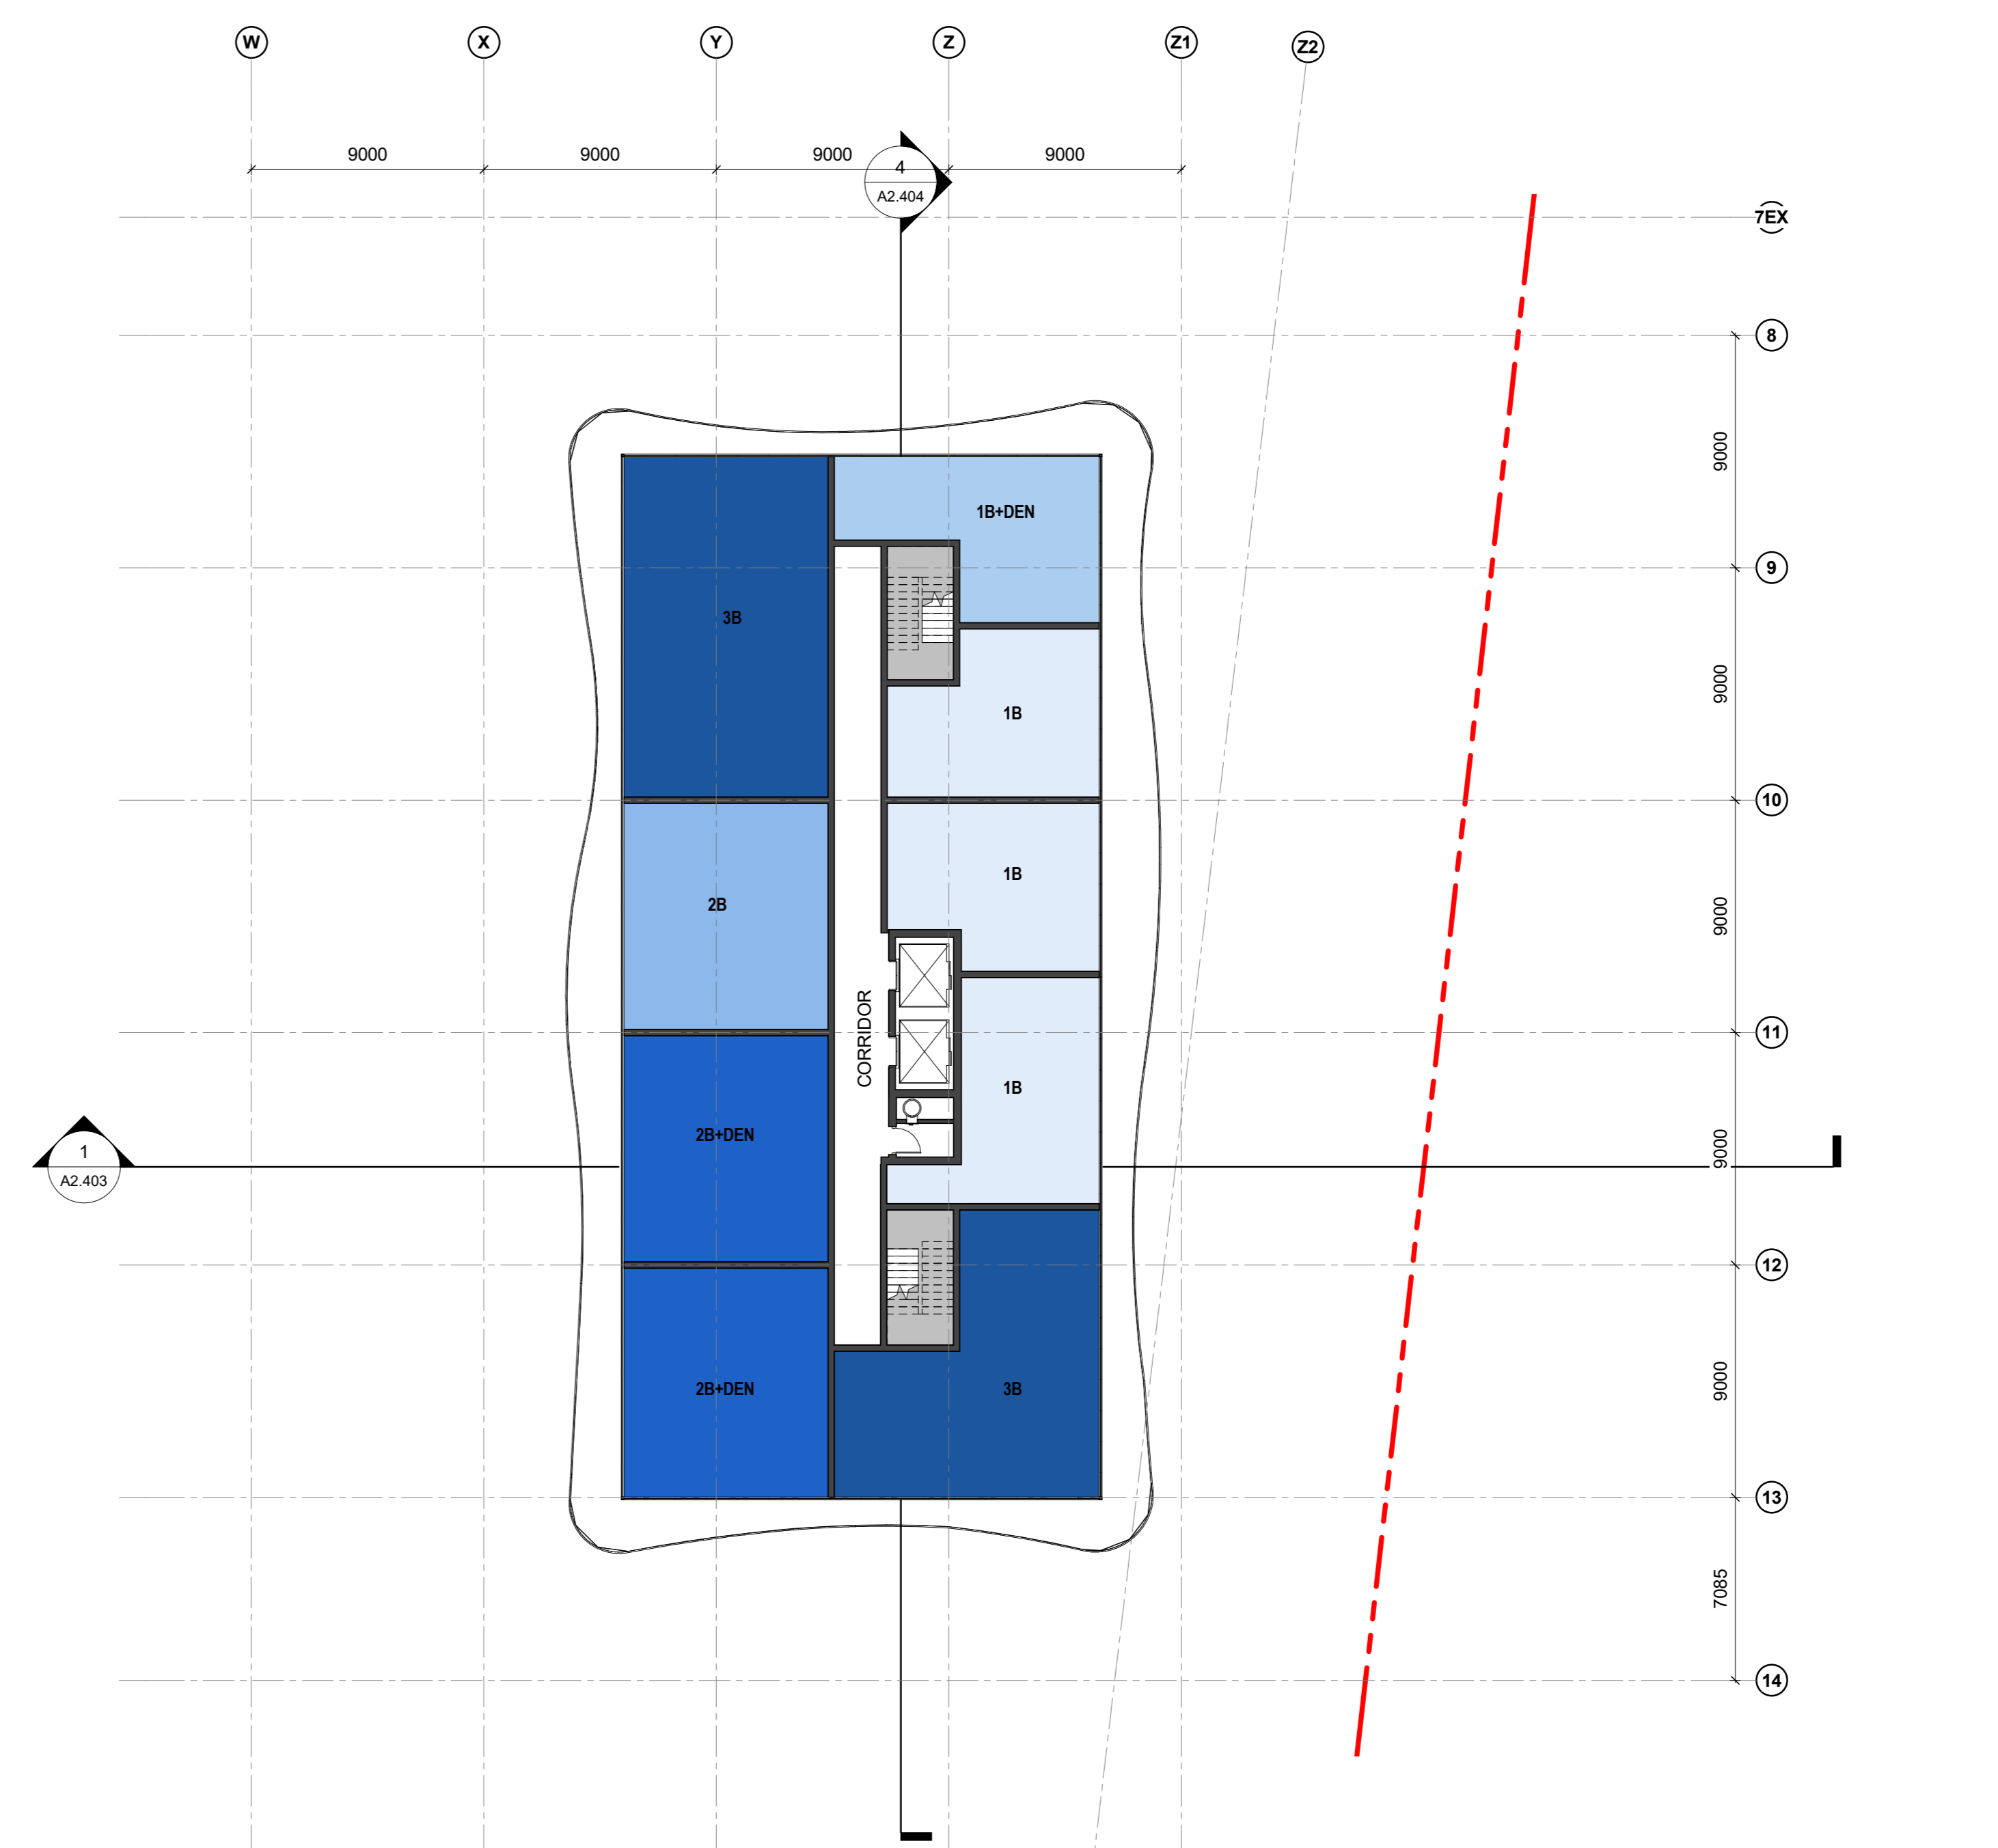 W X Y Z Z1 Z2
9000 9000 9000 9000
4
A2.404
7EX
8
9000
1B+DEN
9
3B
9000
1B
10
1B
2B
9000
11
CORRIDOR
1B
2B+DEN
9000
1
A2.403
12
2B+DEN
3B
9000
13
7085
14